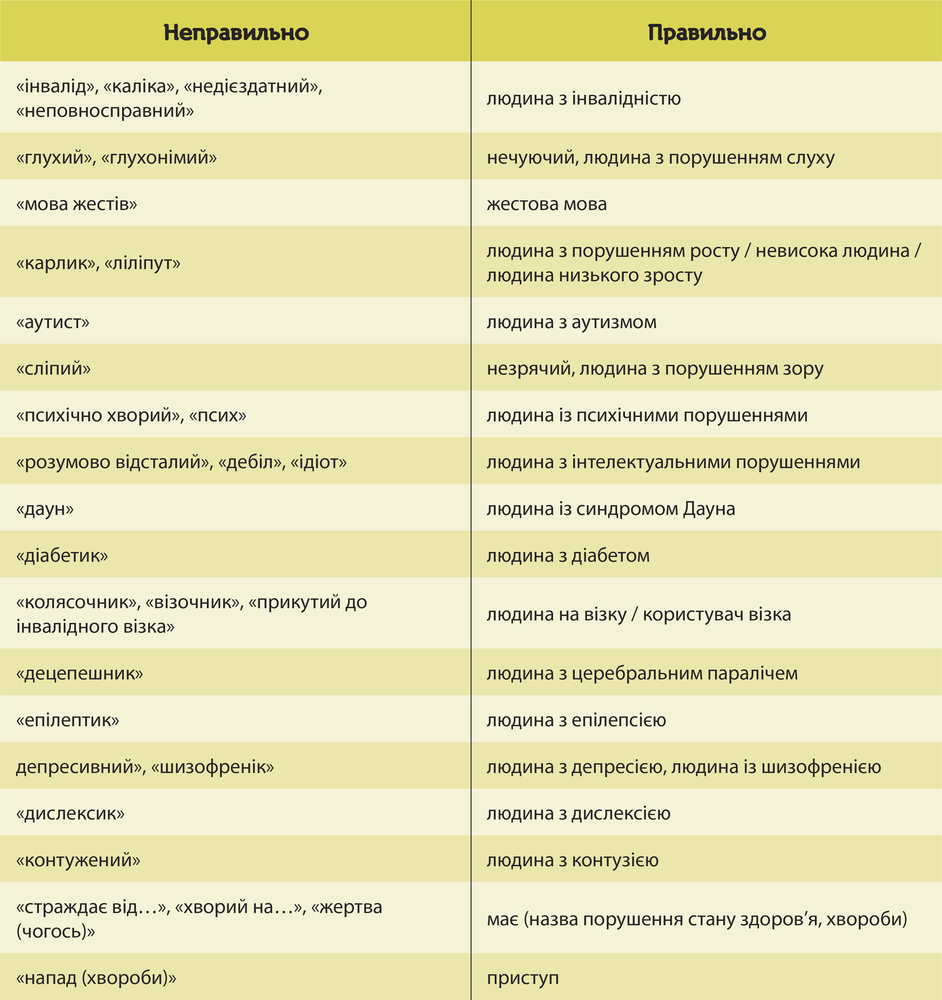 Неправильно
Правильно
«інвалід», «каліка», «недієздатний»,
«неповносправний»
людина з інвалідністю
«глухий», «глухонімий»
нечуючий, людина з порушенням слуху
«мова жестів»
жестова мова
«карлик», «ліліпут»
людина з порушенням росту / невисока людина /
людина низького зросту
«аутист»
людина з аутизмом
«сліпий»
незрячий, людина з порушенням зору
«психічно хворий», «псих»
людина із психічними порушеннями
«розумово відсталий», «дебіл», «ідіот»
людина з інтелектуальними порушеннями
«даун»
людина із синдромом Дауна
«діабетик»
людина з діабетом
«колясочник», «візочник», «прикутий до
інвалідного візка»
людина на візку / користувач візка
«децепешник»
людина з церебральним паралічем
«епілептик»
людина з епілепсією
депресивний», «шизофренік»
людина з депресією, людина із шизофренією
«дислексик»
людина з дислексією
«контужений»
людина з контузією
«страждає від…», «хворий на…», «жертва
(чогось)»
має (назва порушення стану здоров’я, хвороби)
«напад (хвороби)»
приступ